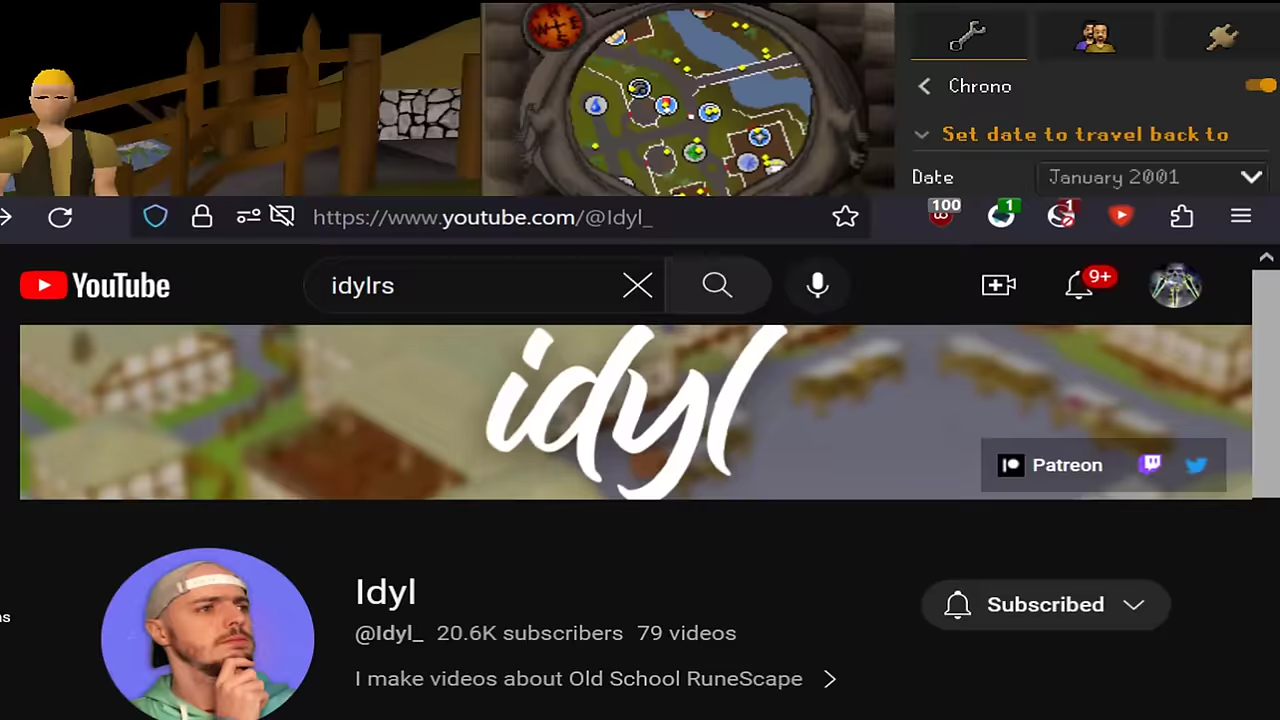 Chrono
Set date to travel back to
Date
January 2001
https://www.youtube.com/@Idyl_
100
1
1
YouTube
idylrs
9+
idyl
Patreon
Idyl
@Idyl_ 20.6K subscribers 79 videos
Subscribed
I make videos about Old School RuneScape